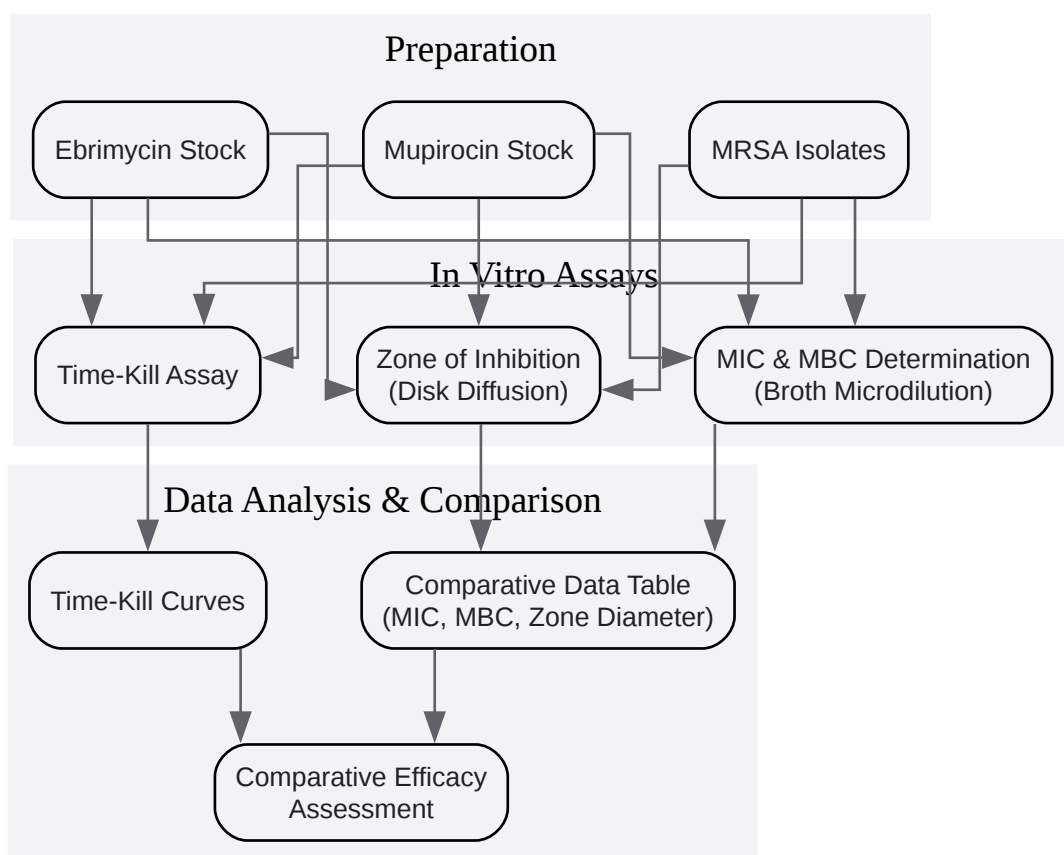 Preparation
Ebrimycin Stock
Mupirocin Stock
MRSA Isolates
In Vitro Assays
Time-Kill Assay
Zone of Inhibition
(Disk Diffusion)
MIC & MBC Determination
(Broth Microdilution)
Data Analysis & Comparison
Time-Kill Curves
Comparative Data Table
(MIC, MBC, Zone Diameter)
Comparative Efficacy
Assessment